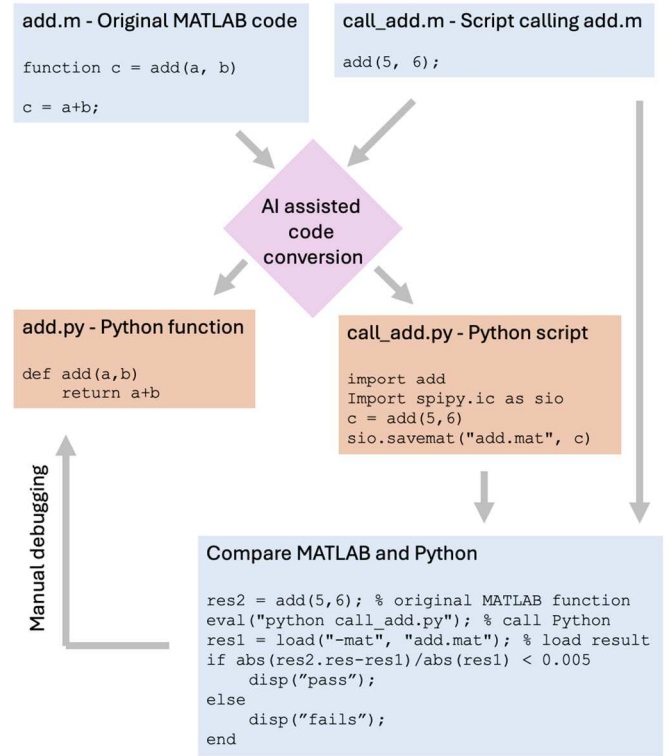 add.m - Original MATLAB code
function c = add(a, b)
c = a+b;
call_add.m - Script calling add.m
add(5, 6);
AI assisted
code
conversion
add.py - Python function
def add(a,b)
    return a+b
call_add.py - Python script
import add
Import spipy.ic as sio
c = add(5,6)
sio.savemat("add.mat", c)
Manual debugging
Compare MATLAB and Python
res2 = add(5,6); % original MATLAB function
eval("python call_add.py"); % call Python
res1 = load("-mat", "add.mat"); % load result
if abs(res2.res-res1)/abs(res1) < 0.005
    disp(”pass”);
else
    disp(”fails”);
end